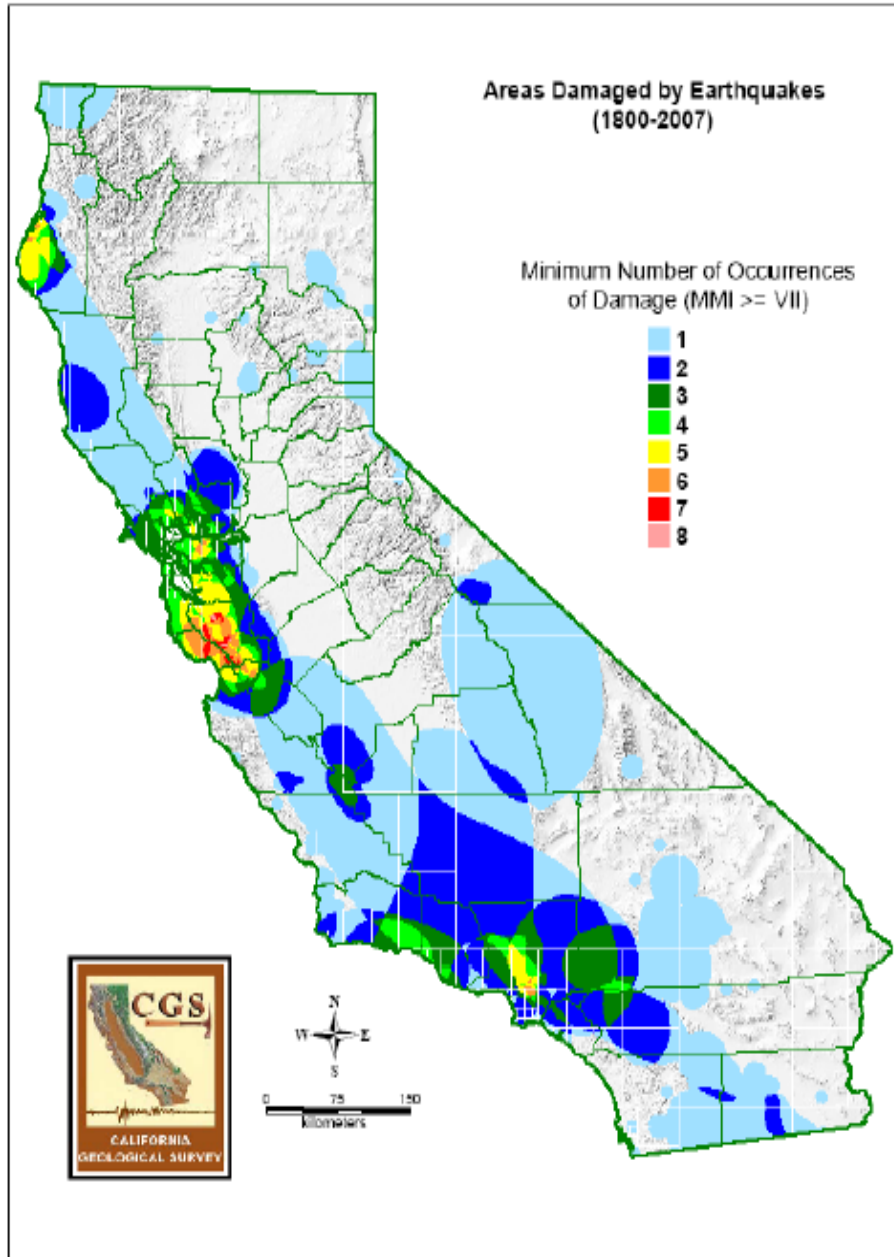 Areas Damaged by Earthquakes
(1800-2007)
Minimum Number of Occurrences
of Damage (MMI >= VII)
1
2
3
4
5
6
7
8
CGS
N
W E
S
0 75 150
kilometers
CALIFORNIA
GEOLOGICAL SURVEY